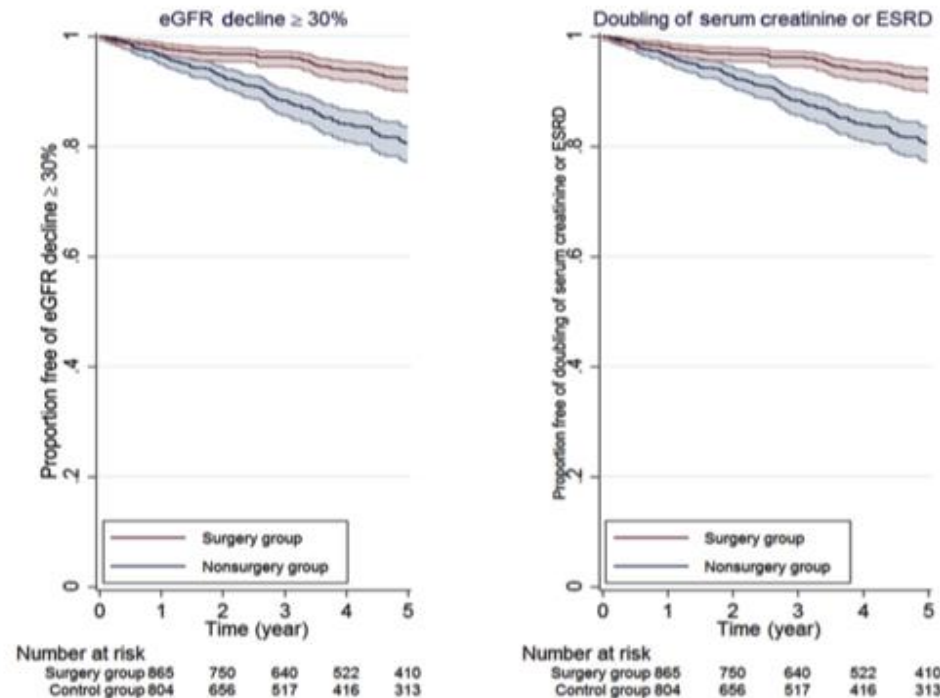 eGFR decline ≥ 30%
Proportion free of eGFR decline ≥ 30%
1
.8
.6
.4
.2
0
Surgery group
Nonsurgery group
0 1 2 3 4 5
Time (year)
Number at risk
Surgery group 865 750 640 522 410
Control group 804 656 517 416 313
Doubling of serum creatinine or ESRD
Proportion free of doubling of serum creatinine or ESRD
1
.8
.6
.4
.2
0
Surgery group
Nonsurgery group
0 1 2 3 4 5
Time (year)
Number at risk
Surgery group 865 750 640 522 410
Control group 804 656 517 416 313